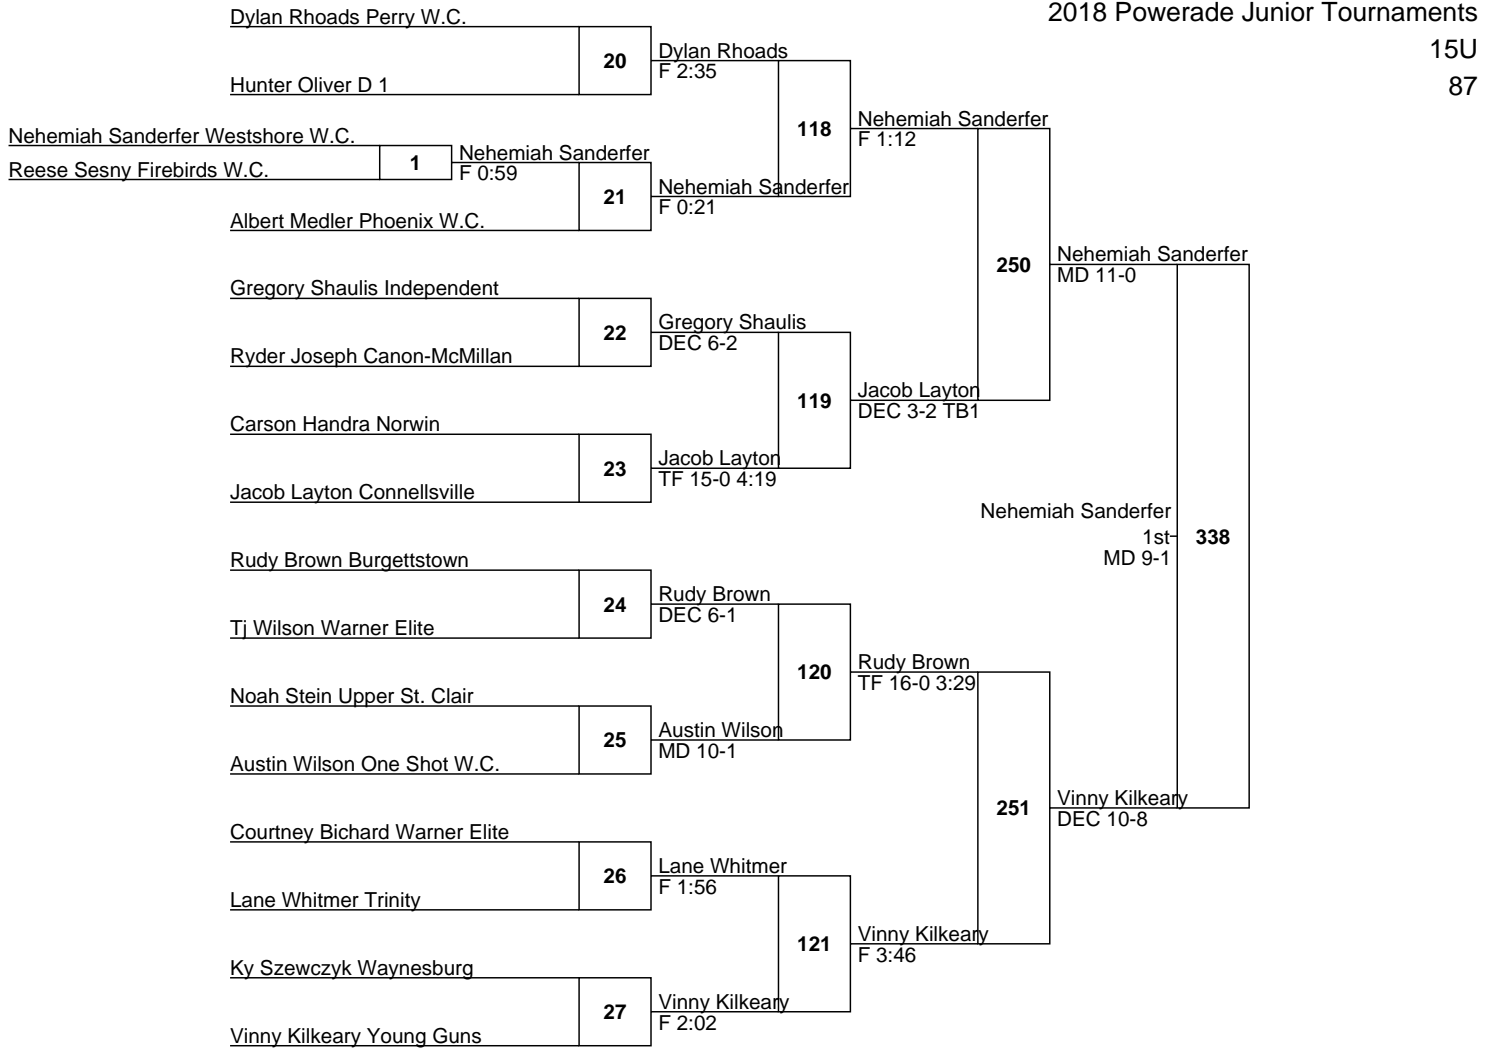 2018 Powerade Junior Tournaments
15U
87
Dylan Rhoads Perry W.C.
20
Dylan Rhoads
F 2:35
Hunter Oliver D 1
118
Nehemiah Sanderfer
F 1:12
Nehemiah Sanderfer Westshore W.C.
Reese Sesny Firebirds W.C.
1
Nehemiah Sanderfer
F 0:59
21
Nehemiah Sanderfer
F 0:21
Albert Medler Phoenix W.C.
250
Nehemiah Sanderfer
MD 11-0
Gregory Shaulis Independent
22
Gregory Shaulis
DEC 6-2
Ryder Joseph Canon-McMillan
119
Jacob Layton
DEC 3-2 TB1
Carson Handra Norwin
23
Jacob Layton
TF 15-0 4:19
Jacob Layton Connellsville
Nehemiah Sanderfer
1st
MD 9-1
338
Rudy Brown Burgettstown
24
Rudy Brown
DEC 6-1
Tj Wilson Warner Elite
120
Rudy Brown
TF 16-0 3:29
Noah Stein Upper St. Clair
25
Austin Wilson
MD 10-1
Austin Wilson One Shot W.C.
251
Vinny Kilkeary
DEC 10-8
Courtney Bichard Warner Elite
26
Lane Whitmer
F 1:56
Lane Whitmer Trinity
121
Vinny Kilkeary
F 3:46
Ky Szewczyk Waynesburg
27
Vinny Kilkeary
F 2:02
Vinny Kilkeary Young Guns